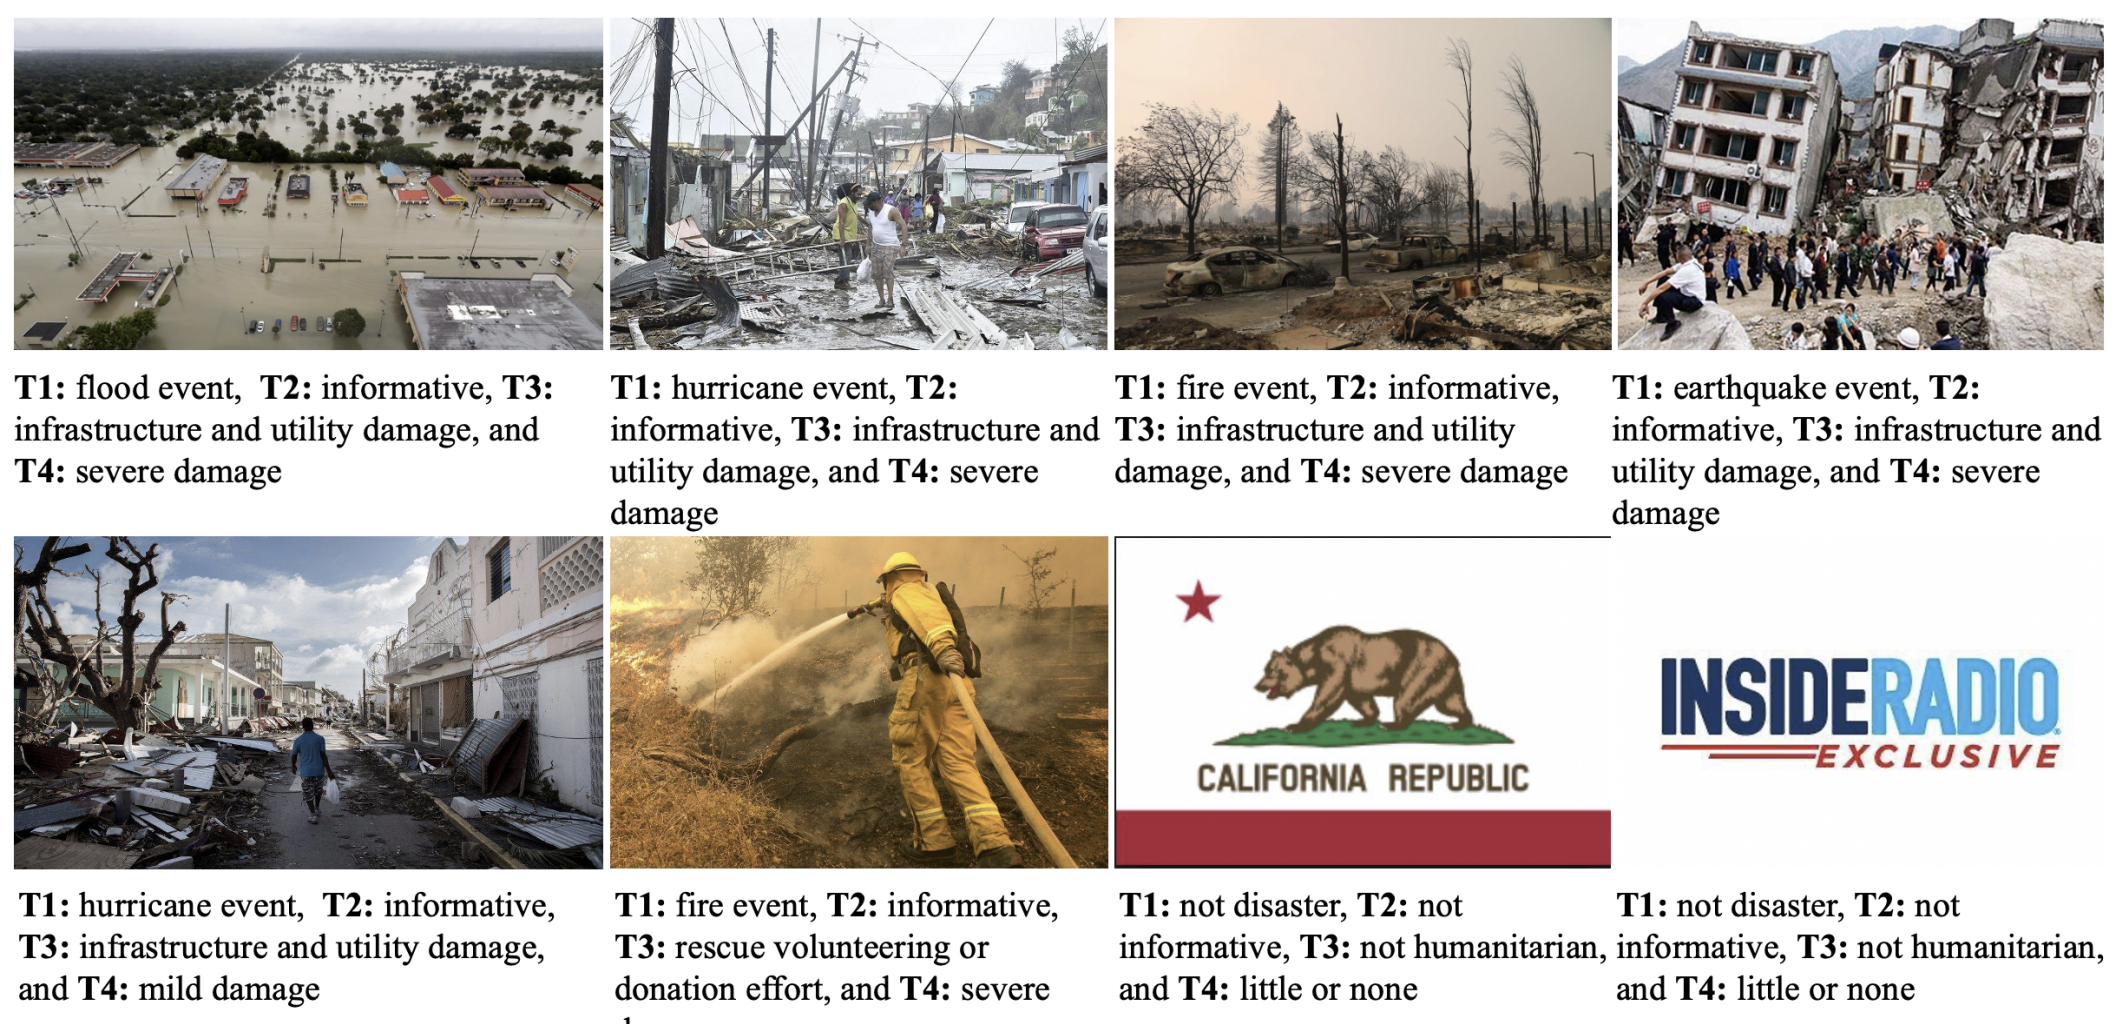 T1: flood event, T2: informative, T3:
infrastructure and utility damage, and
T4: severe damage
T1: hurricane event, T2:
informative, T3: infrastructure and
utility damage, and T4: severe
damage
T1: fire event, T2: informative,
T3: infrastructure and utility
damage, and T4: severe damage
T1: earthquake event, T2:
informative, T3: infrastructure and
utility damage, and T4: severe
damage
CALIFORNIA REPUBLIC
INSIDERADIO
EXCLUSIVE
T1: hurricane event, T2: informative,
T3: infrastructure and utility damage,
and T4: mild damage
T1: fire event, T2: informative,
T3: rescue volunteering or
donation effort, and T4: severe
T1: not disaster, T2: not
informative, T3: not humanitarian,
and T4: little or none
T1: not disaster, T2: not
informative, T3: not humanitarian,
and T4: little or none